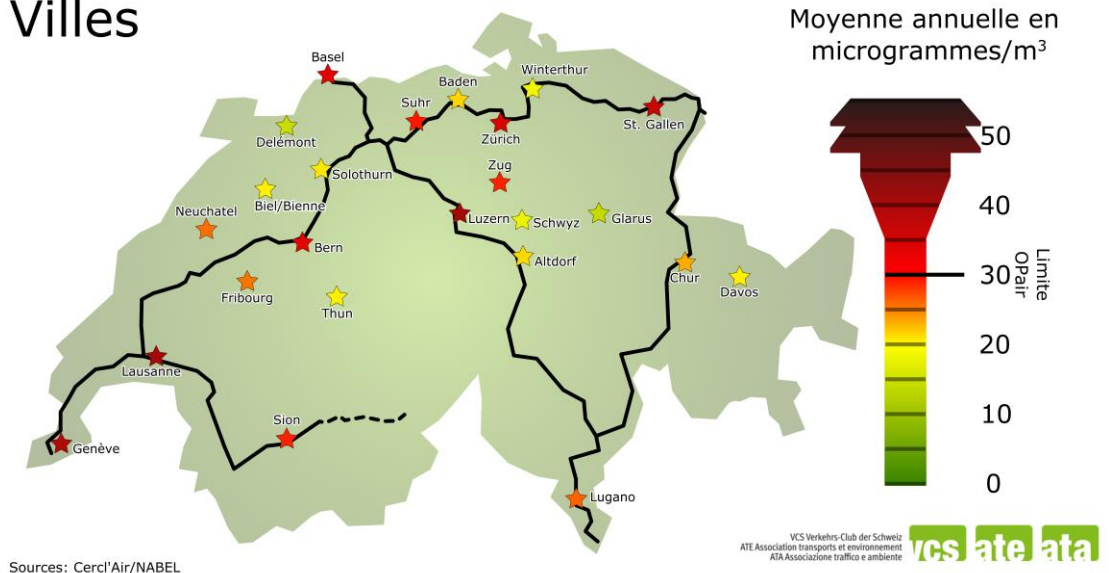 Villes
Moyenne annuelle en
microgrammes/m³
Basel
Winterthur
Baden
Suhr
Zürich
St. Gallen
Delémont
Zug
Solothurn
Biel/Bienne
Neuchatel
Luzern
Schwyz
Glarus
Bern
Altdorf
Chur
Davos
Fribourg
Thun
Lausanne
Sion
Genève
Lugano
50
40
30
20
10
0
Limite
OPair
VCS Verkehrs-Club der Schweiz
ATE Association transports et environnement
ATA Associazione traffico e ambiente
vcs ate ata
Sources: Cercl'Air/NABEL